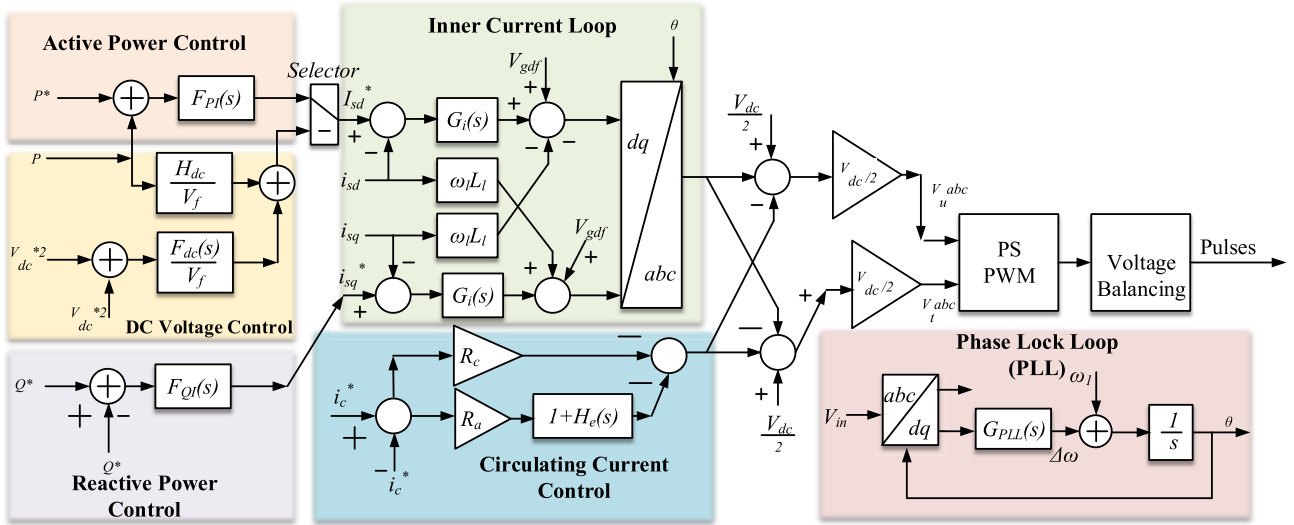 Active Power Control
P*
+
F_PI(s)
Selector
−
P
H_dc
V_f
+
V_dc*2
+
F_dc(s)
V_f
V_dc*2
DC Voltage Control
Q*
+
F_QI(s)
+
−
Q*
Reactive Power
Control
Inner Current Loop
I_sd*
+
−
G_i(s)
V_gdf
+
+
−
−
i_sd
ω_lL_l
i_sq
ω_lL_l
V_gdf
+
+
−
i_sq*
+
G_i(s)
θ
dq
abc
R_c
−
i_c*
+
R_a
1+H_e(s)
−
−
i_c*
Circulating Current
Control
V_dc
2
+
−
V_dc/2
V_u^abc
−
−
+
V_dc
2
+
V_dc/2
V_t^abc
PS
PWM
Voltage
Balancing
Pulses
Phase Lock Loop
(PLL)
ω_1
V_in
abc
dq
G_PLL(s)
+
Δω
1
s
θ